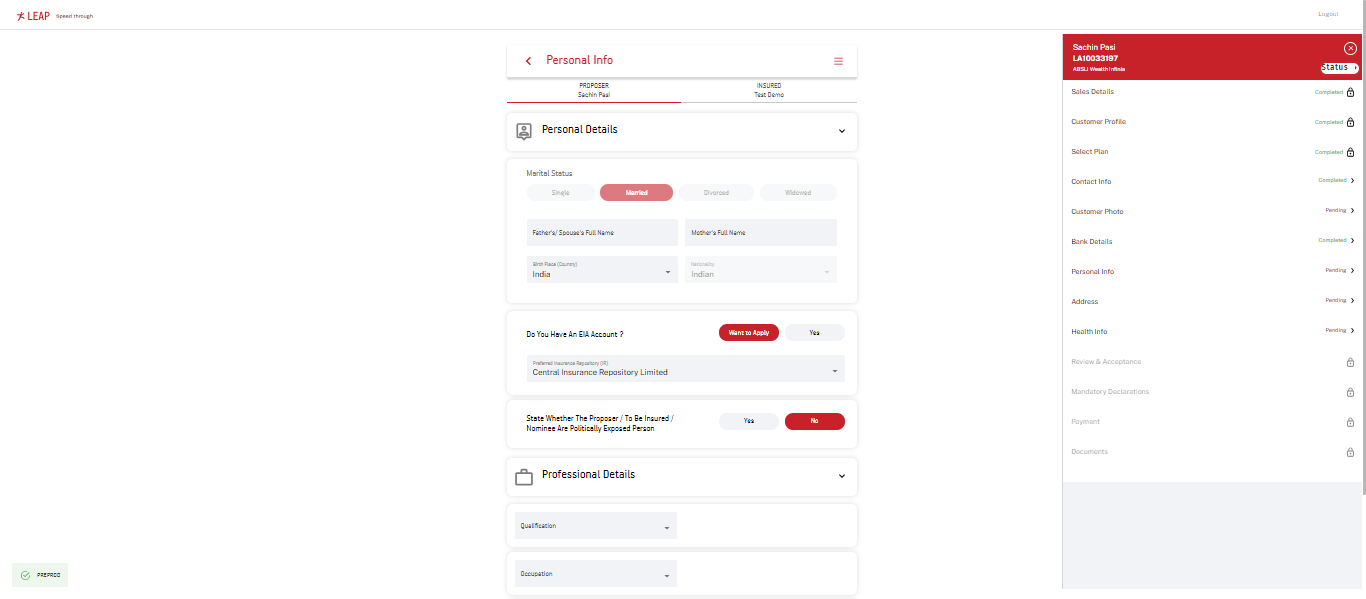 LEAP Speed through
Logout
Personal Info
PROPOSER
Sachin Pasi
INSURED
Test Demo
Personal Details
Marital Status
Single Married Divorced Widowed
Father's/ Spouse's Full Name
Mother's Full Name
Birth Place (Country)
India
Nationality
Indian
Do You Have An EIA Account ?
Want to Apply Yes
Preferred Insurance Repository (IR)
Central Insurance Repository Limited
State Whether The Proposer / To Be Insured /
Nominee Are Politically Exposed Person
Yes No
Professional Details
Qualification
Occupation
PREPROD
Sachin Pasi
LA10033197
ABSLI Wealth Infinia
Status
Sales Details Completed
Customer Profile Completed
Select Plan Completed
Contact Info Completed
Customer Photo Pending
Bank Details Completed
Personal Info Pending
Address Pending
Health Info Pending
Review & Acceptance
Mandatory Declarations
Payment
Documents